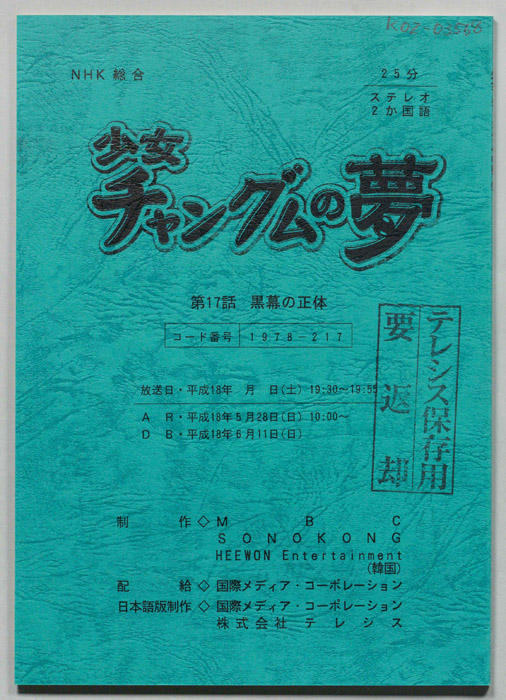 NHK 総合
25分
ステレオ
2か国語
少女
チャングムの夢
第17話 黒幕の正体
コード番号 1978-217
放送日・平成18年 月 日(土) 19:30～19:55
A R・平成18年5月28日(日) 10:00～
D B・平成18年6月11日(日)
テレシス保存用
要返却
制 作◇MBC
SONOKONG
HEEWON Entertainment
(韓国)
配 給◇国際メディア・コーポレーション
日本語版制作◇国際メディア・コーポレーション
株式会社テレシス